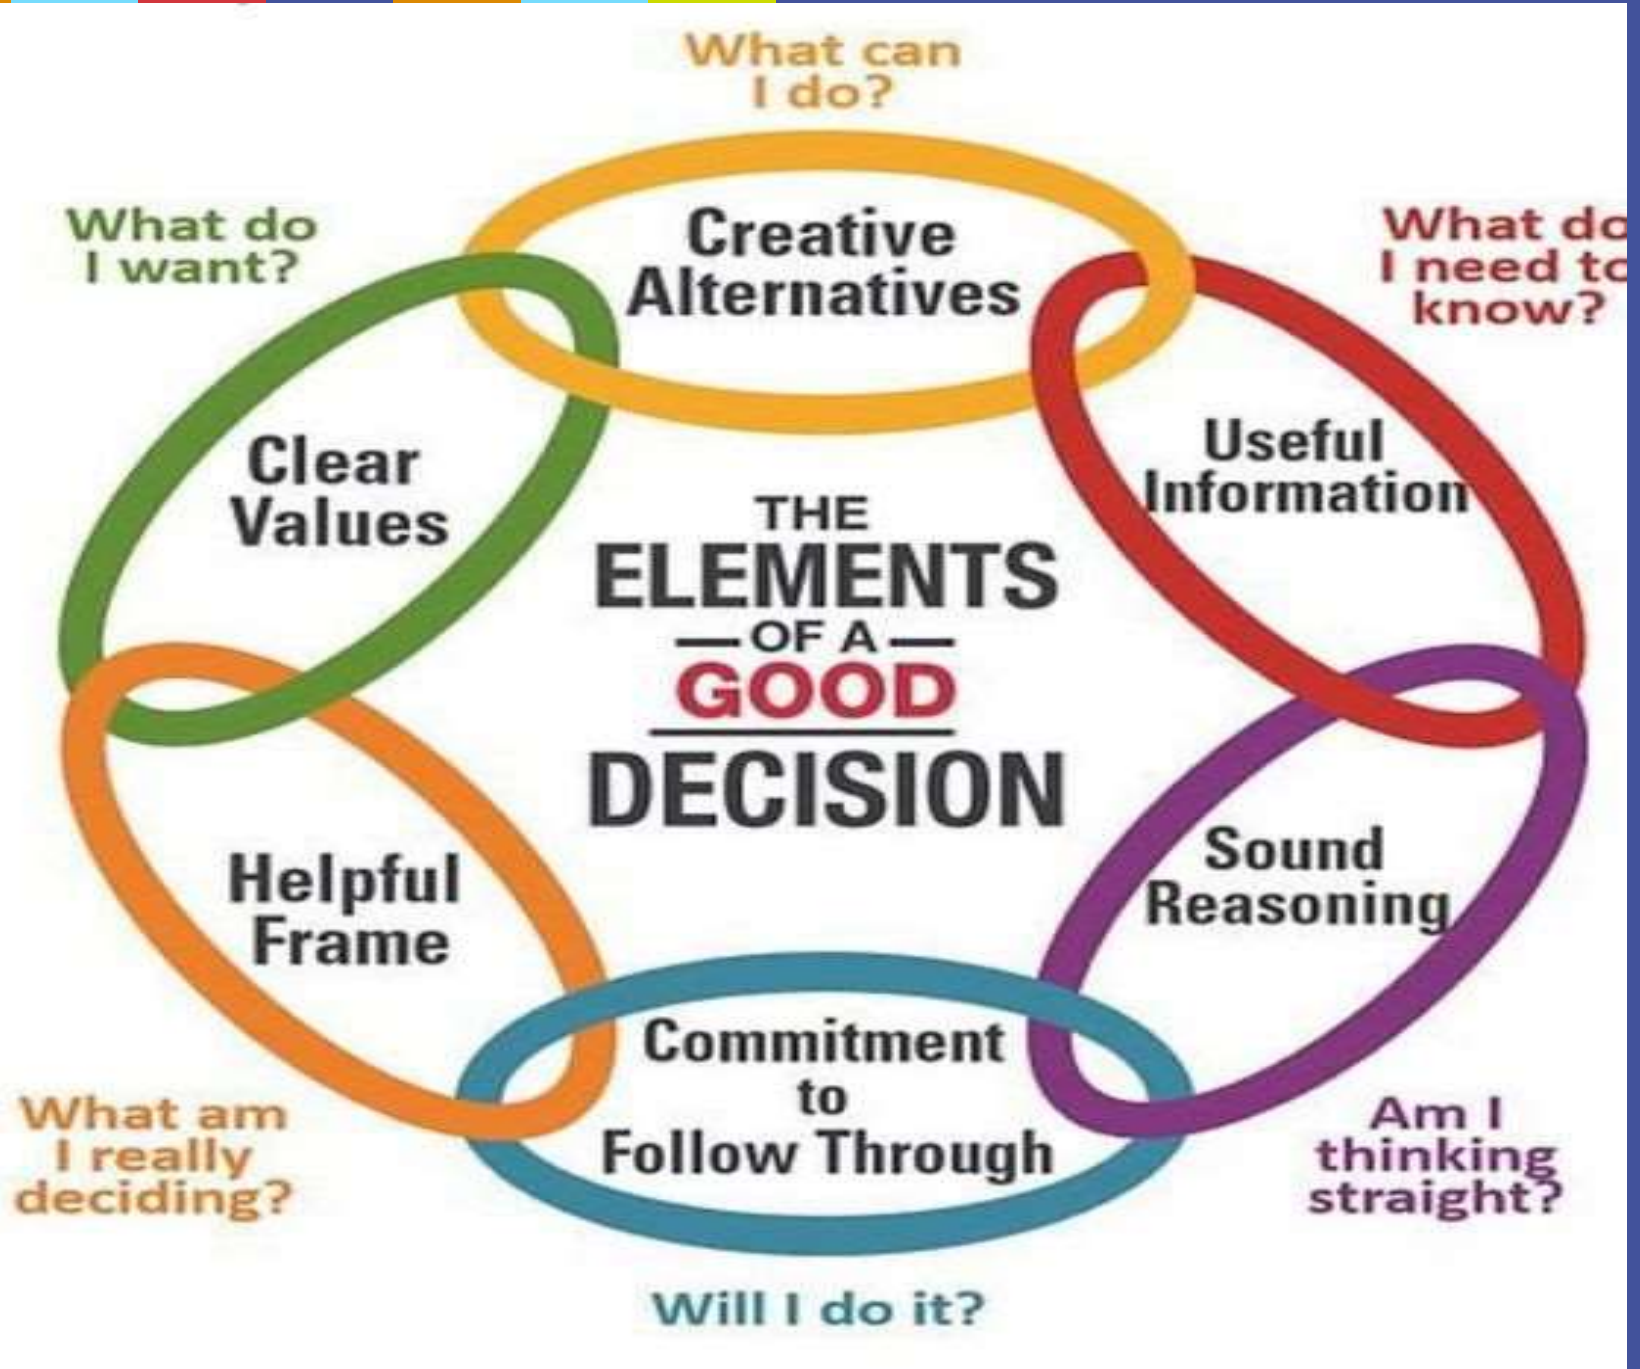 What can
I do?
Creative
Alternatives
What do
I want?
Clear
Values
What do
I need to
know?
Useful
Information
THE
ELEMENTS
OF A
GOOD
DECISION
Helpful
Frame
What am
I really
deciding?
Sound
Reasoning
Am I
thinking
straight?
Commitment
to
Follow Through
Will I do it?